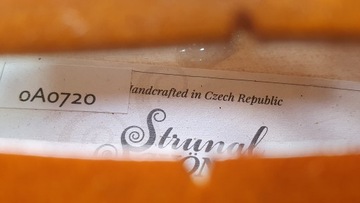 0A0720
Handcrafted in Czech Republic
Strunal